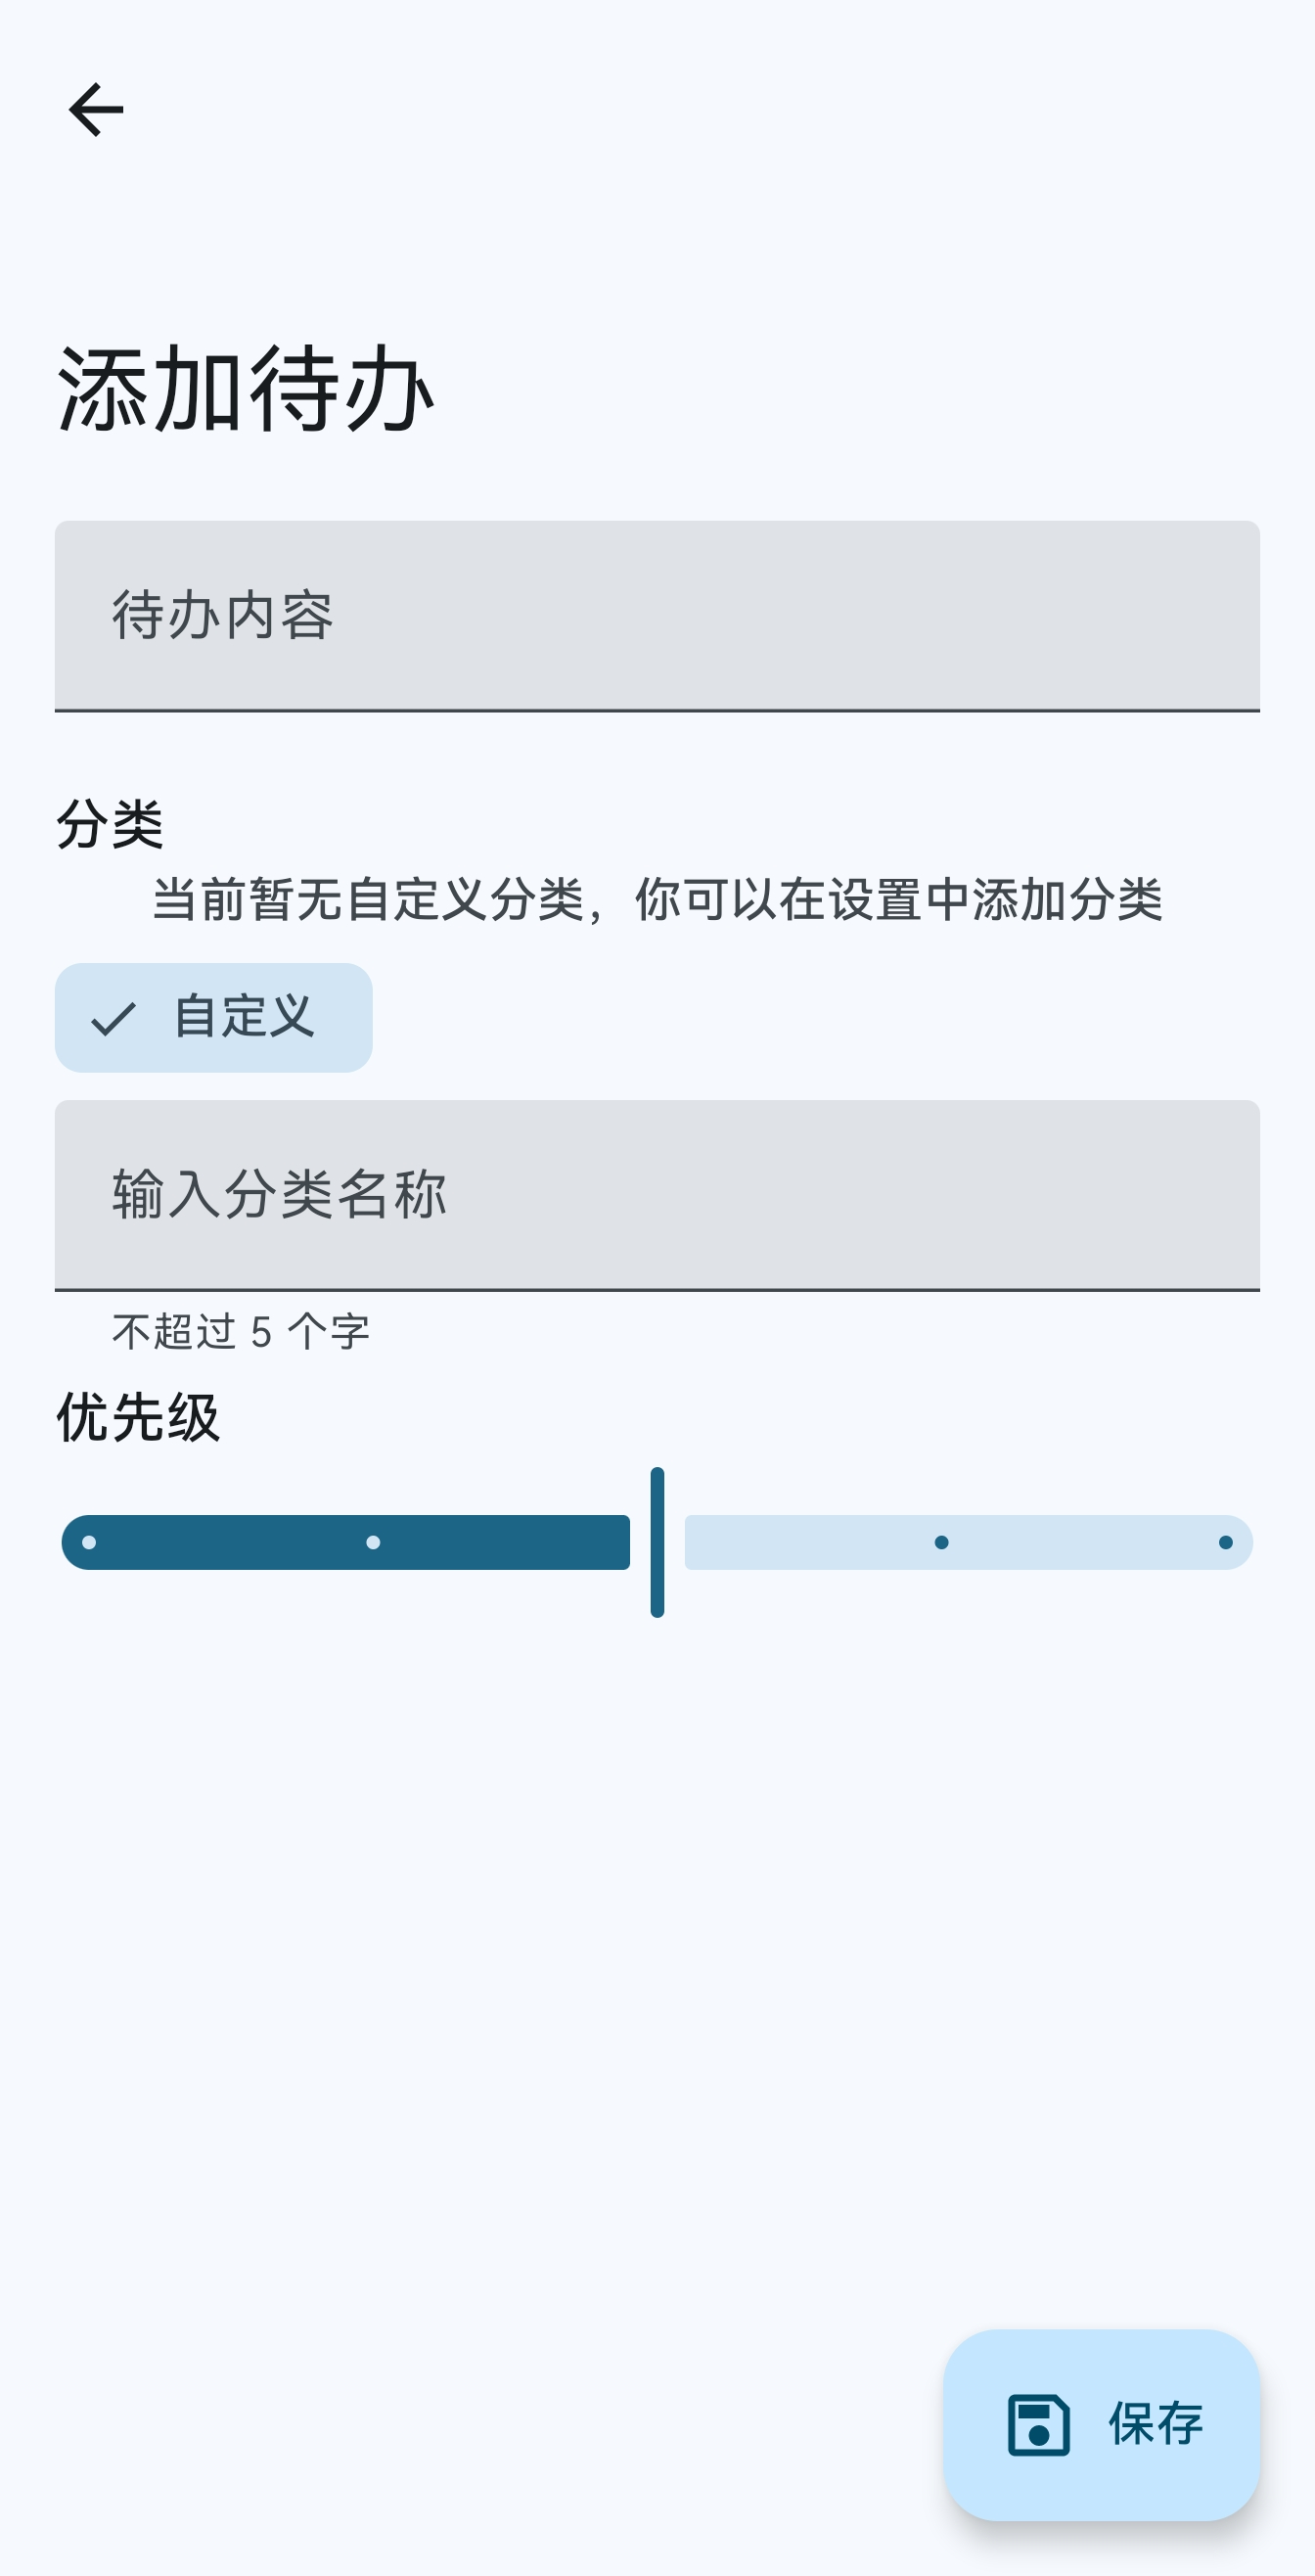 添加待办
待办内容
分类
当前暂无自定义分类，你可以在设置中添加分类
自定义
输入分类名称
不超过 5 个字
优先级
保存